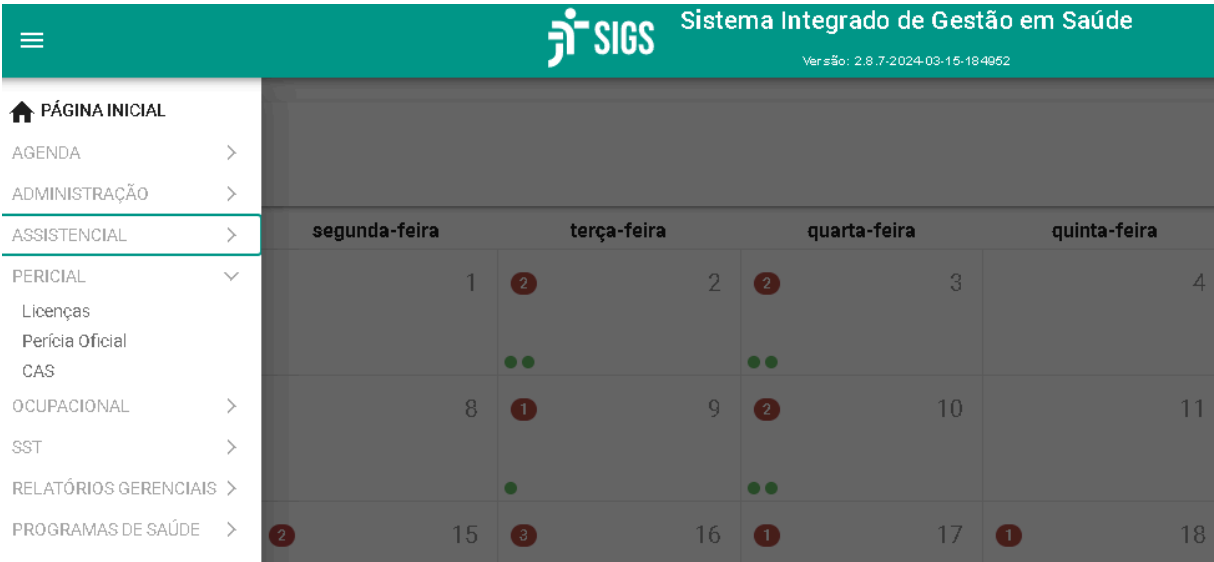 SIGS
Sistema Integrado de Gestão em Saúde
Versão: 2.8.7-2024-03-15-184952
PÁGINA INICIAL
AGENDA
ADMINISTRAÇÃO
ASSISTENCIAL
PERICIAL
Licenças
Perícia Oficial
CAS
OCUPACIONAL
SST
RELATÓRIOS GERENCIAIS
PROGRAMAS DE SAÚDE
segunda-feira terça-feira quarta-feira quinta-feira
1 2 2 2 3 4
8 1 9 2 10 11
2 15 3 16 1 17 1 18